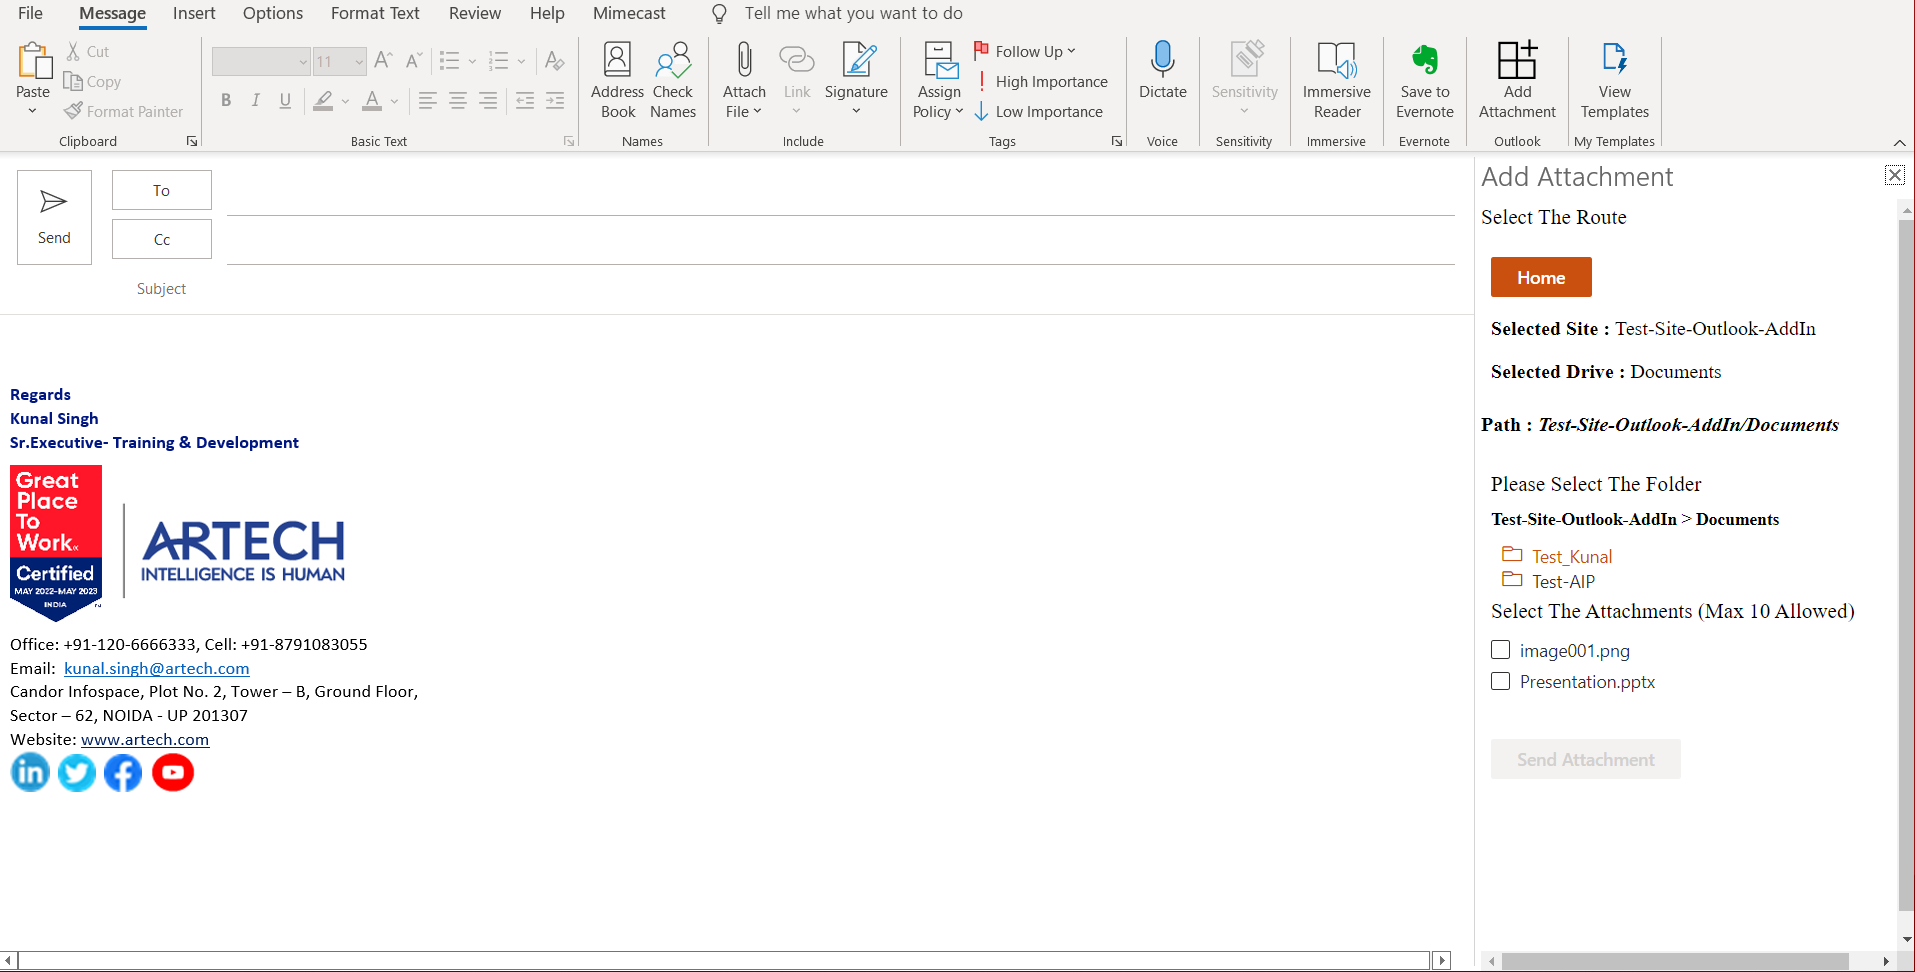 File Message Insert Options Format Text Review Help Mimecast Tell me what you want to do
Paste
Cut
Copy
Format Painter
Clipboard
11
B I U A
Basic Text
Address Book
Check Names
Names
Attach File
Link
Signature
Include
Assign Policy
Follow Up
High Importance
Low Importance
Tags
Dictate
Voice
Sensitivity
Sensitivity
Immersive Reader
Immersive
Save to Evernote
Evernote
Add Attachment
Outlook
View Templates
My Templates
Send
To
Cc
Subject
Regards
Kunal Singh
Sr.Executive- Training & Development
Great
Place
To
Work
Certified
MAY 2022-MAY 2023
INDIA
ARTECH
INTELLIGENCE IS HUMAN
Office: +91-120-6666333, Cell: +91-8791083055
Email: kunal.singh@artech.com
Candor Infospace, Plot No. 2, Tower – B, Ground Floor,
Sector – 62, NOIDA - UP 201307
Website: www.artech.com
in
f
Add Attachment
Select The Route
Home
Selected Site : Test-Site-Outlook-AddIn
Selected Drive : Documents
Path : Test-Site-Outlook-AddIn/Documents
Please Select The Folder
Test-Site-Outlook-AddIn > Documents
Test_Kunal
Test-AIP
Select The Attachments (Max 10 Allowed)
image001.png
Presentation.pptx
Send Attachment